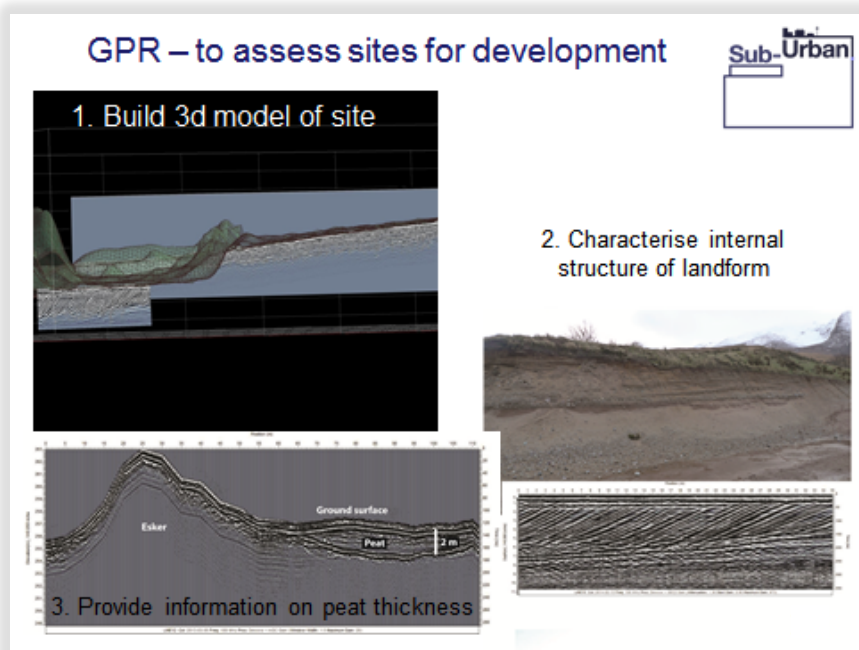 GPR – to assess sites for development
Sub-Urban
1. Build 3d model of site
2. Characterise internal
structure of landform
Ground surface
Esker
Peat
2 m
3. Provide information on peat thickness